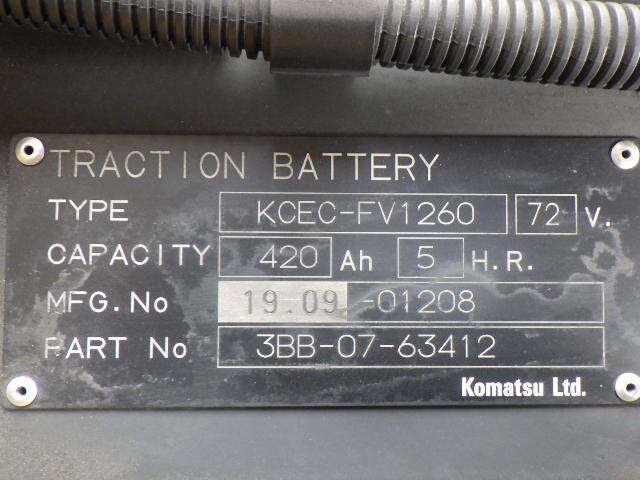 TRACTION BATTERY
TYPE KCEC-FV1260 72 V.
CAPACITY 420 Ah 5 H.R.
MFG.No 19.09 -01208
PART No 3BB-07-63412
Komatsu Ltd.